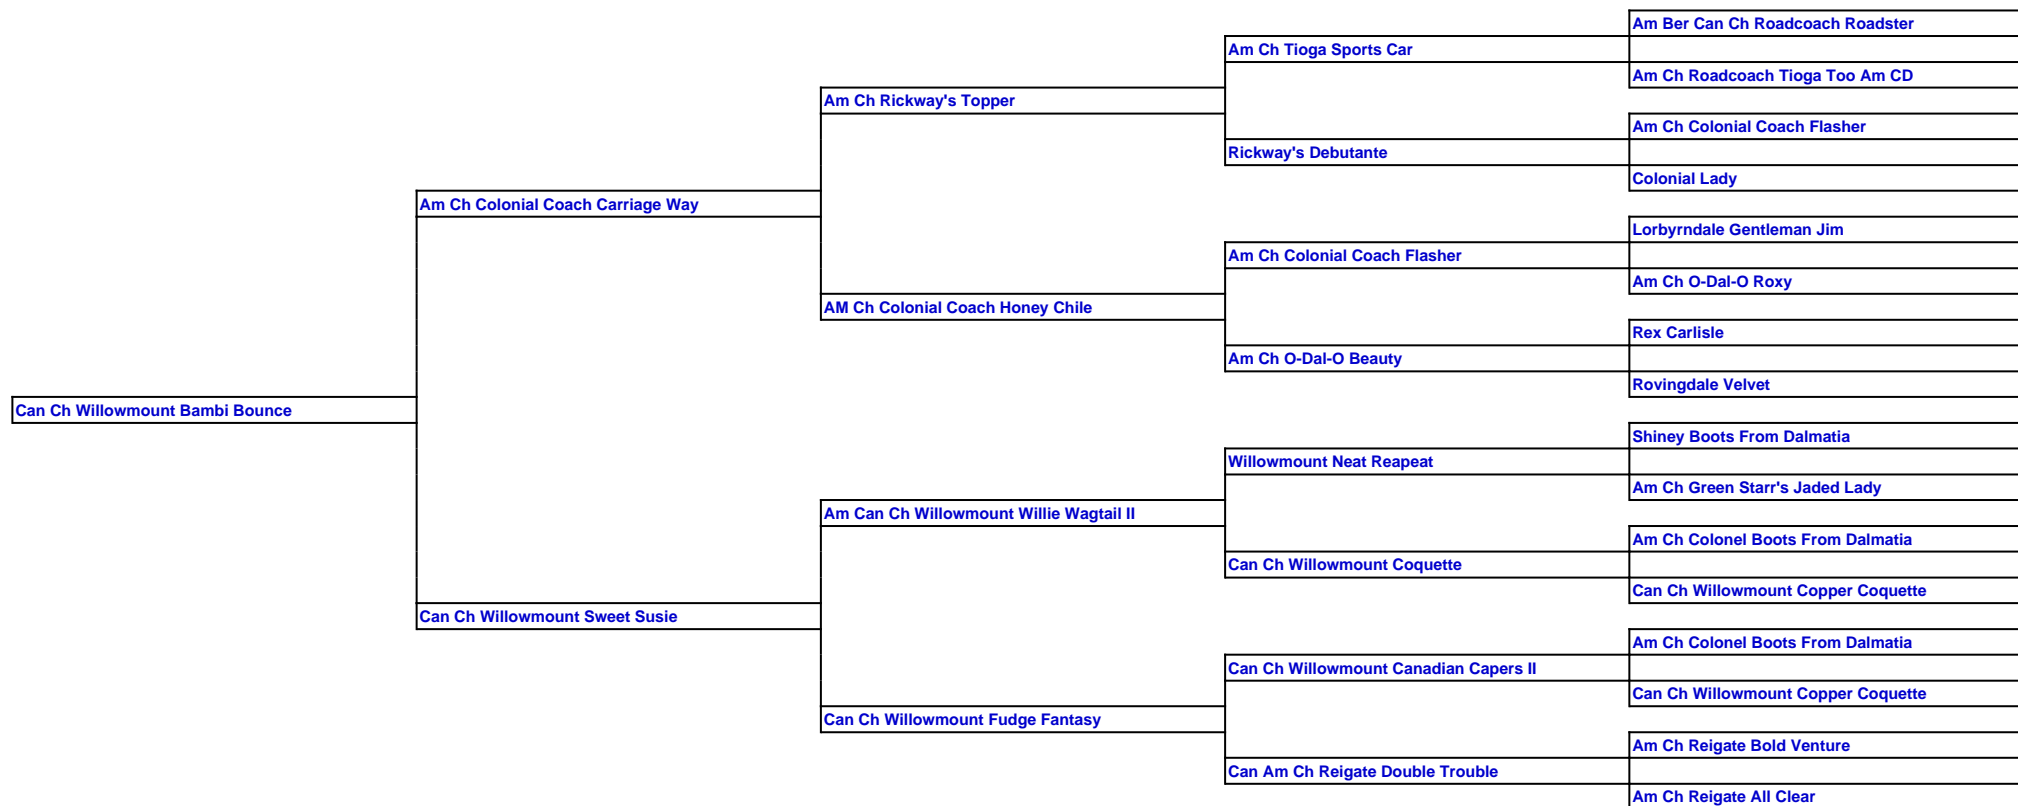 Am Ber Can Ch Roadcoach Roadster
Am Ch Tioga Sports Car
Am Ch Roadcoach Tioga Too Am CD
Am Ch Rickway's Topper
Am Ch Colonial Coach Flasher
Rickway's Debutante
Colonial Lady
Am Ch Colonial Coach Carriage Way
Lorbyrndale Gentleman Jim
Am Ch Colonial Coach Flasher
Am Ch O-Dal-O Roxy
AM Ch Colonial Coach Honey Chile
Rex Carlisle
Am Ch O-Dal-O Beauty
Rovingdale Velvet
Can Ch Willowmount Bambi Bounce
Shiney Boots From Dalmatia
Willowmount Neat Reapeat
Am Ch Green Starr's Jaded Lady
Am Can Ch Willowmount Willie Wagtail II
Am Ch Colonel Boots From Dalmatia
Can Ch Willowmount Coquette
Can Ch Willowmount Copper Coquette
Can Ch Willowmount Sweet Susie
Am Ch Colonel Boots From Dalmatia
Can Ch Willowmount Canadian Capers II
Can Ch Willowmount Copper Coquette
Can Ch Willowmount Fudge Fantasy
Am Ch Reigate Bold Venture
Can Am Ch Reigate Double Trouble
Am Ch Reigate All Clear